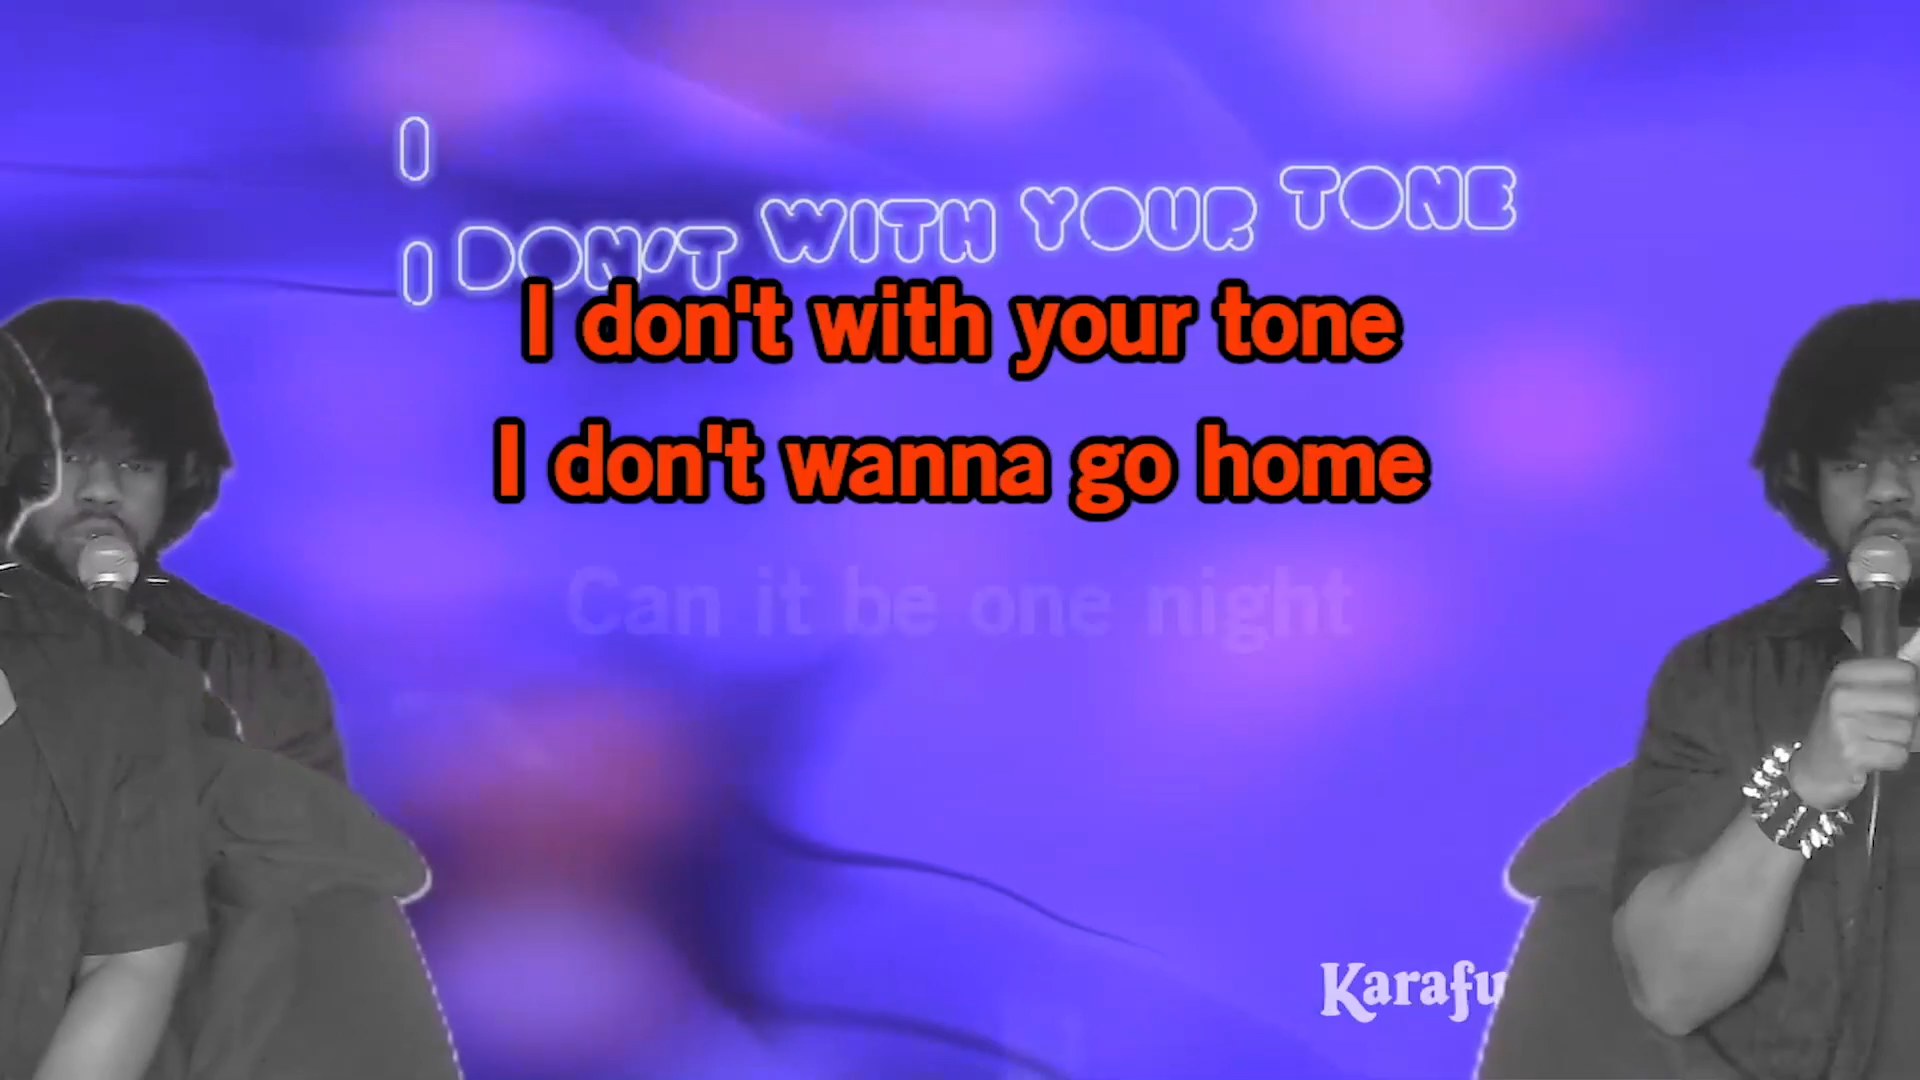 I
I DON'T WITH YOUR TONE
I don't with your tone
I don't wanna go home
Can it be one night
Karafu